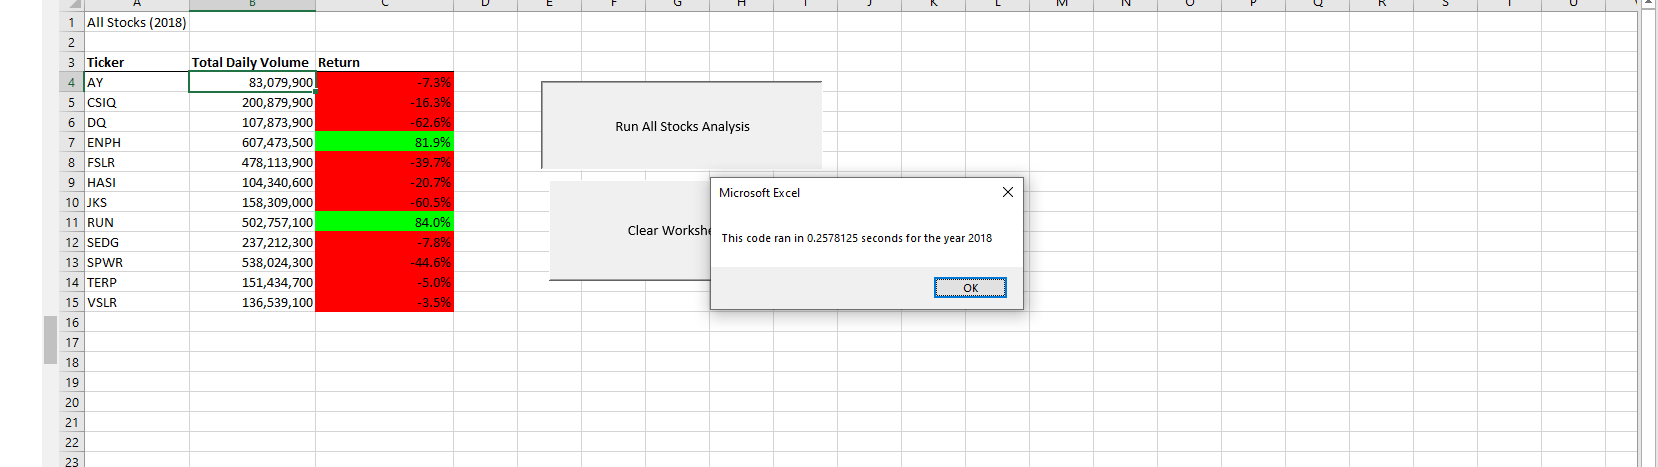 A B C D E F G H I J K L M N O P Q R S T U
1 All Stocks (2018)
2
3 Ticker Total Daily Volume Return
4 AY 83,079,900 -7.3%
5 CSIQ 200,879,900 -16.3%
6 DQ 107,873,900 -62.6%
7 ENPH 607,473,500 81.9%
8 FSLR 478,113,900 -39.7%
9 HASI 104,340,600 -20.7%
10 JKS 158,309,000 -60.5%
11 RUN 502,757,100 84.0%
12 SEDG 237,212,300 -7.8%
13 SPWR 538,024,300 -44.6%
14 TERP 151,434,700 -5.0%
15 VSLR 136,539,100 -3.5%
16
17
18
19
20
21
22
23
Run All Stocks Analysis
Clear Workshe
Microsoft Excel
This code ran in 0.2578125 seconds for the year 2018
OK